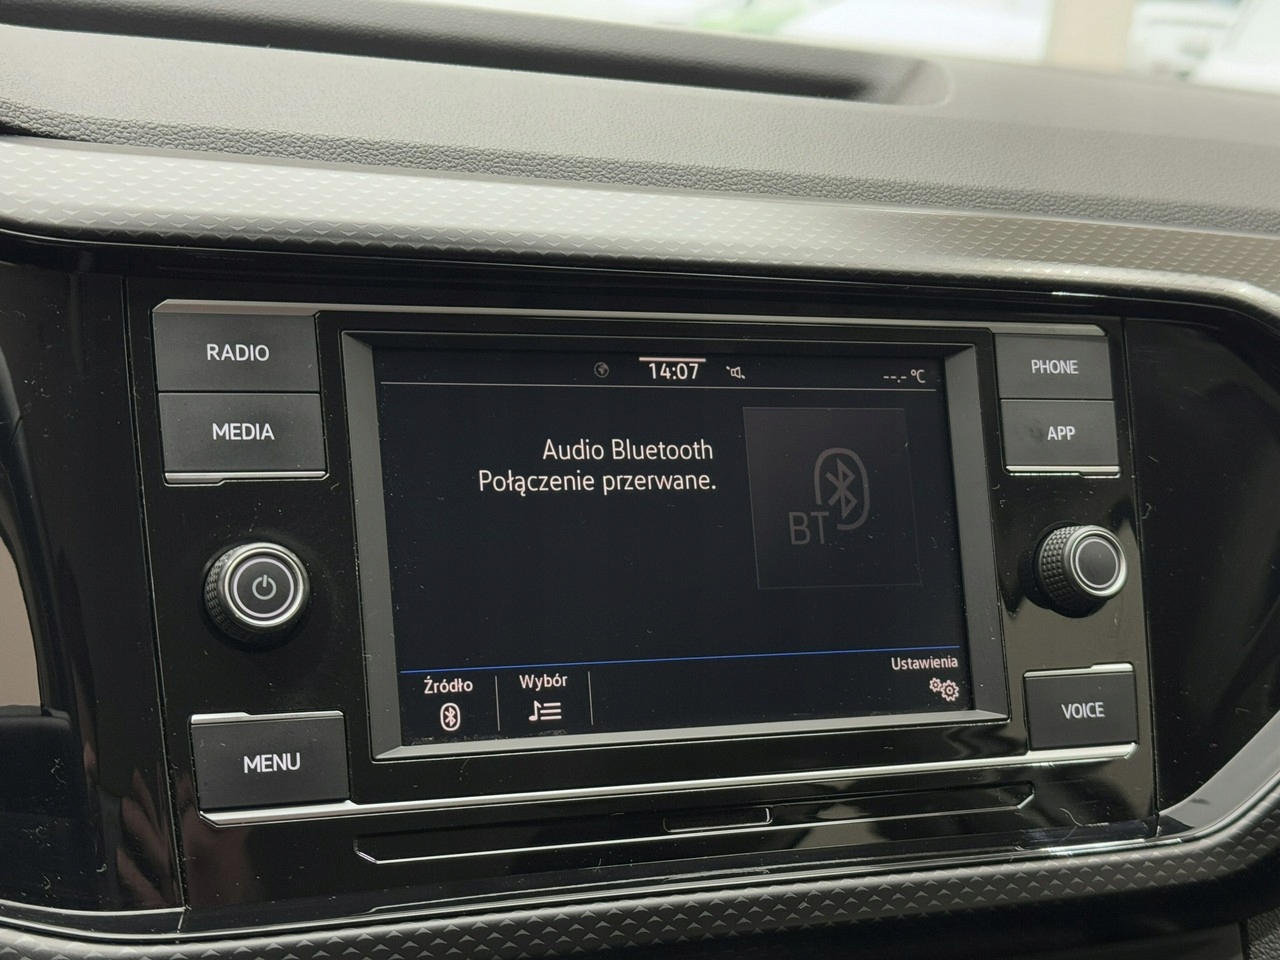 RADIO
MEDIA
MENU
14:07
--.- °C
Audio Bluetooth
Połączenie przerwane.
BT
Źródło
Wybór
Ustawienia
PHONE
APP
VOICE